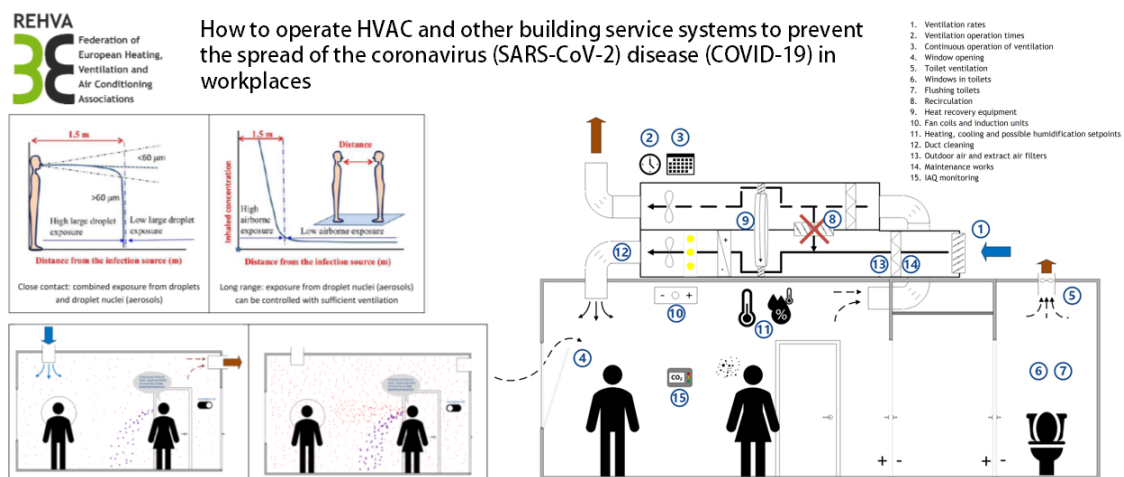 REHVA
Federation of
European Heating,
Ventilation and
Air Conditioning
Associations
How to operate HVAC and other building service systems to prevent
the spread of the coronavirus (SARS-CoV-2) disease (COVID-19) in
workplaces
1. Ventilation rates
2. Ventilation operation times
3. Continuous operation of ventilation
4. Window opening
5. Toilet ventilation
6. Windows in toilets
7. Flushing toilets
8. Recirculation
9. Heat recovery equipment
10. Fan coils and induction units
11. Heating, cooling and possible humidification setpoints
12. Duct cleaning
13. Outdoor air and extract air filters
14. Maintenance works
15. IAQ monitoring
1.5 m
<60 µm
>60 µm
High large droplet
exposure
Low large droplet
exposure
Distance from the infection source (m)
Close contact: combined exposure from droplets
and droplet nuclei (aerosols)
1.5 m
Distance
Inhaled concentration
High
airborne
exposure
Low airborne exposure
Distance from the infection source (m)
Long range: exposure from droplet nuclei (aerosols)
can be controlled with sufficient ventilation
2
3
9
8
1
12
13
14
- +
10
%
11
5
4
CO₂
15
6 7
+ -
+ -